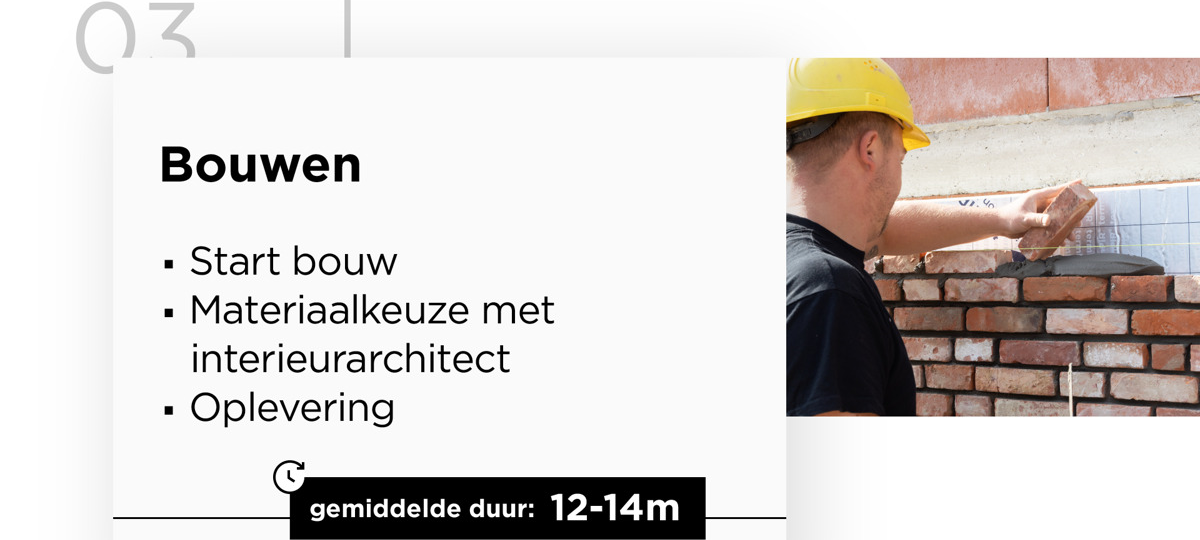 03
Bouwen
▪ Start bouw
▪ Materiaalkeuze met
interieurarchitect
▪ Oplevering
gemiddelde duur: 12-14m